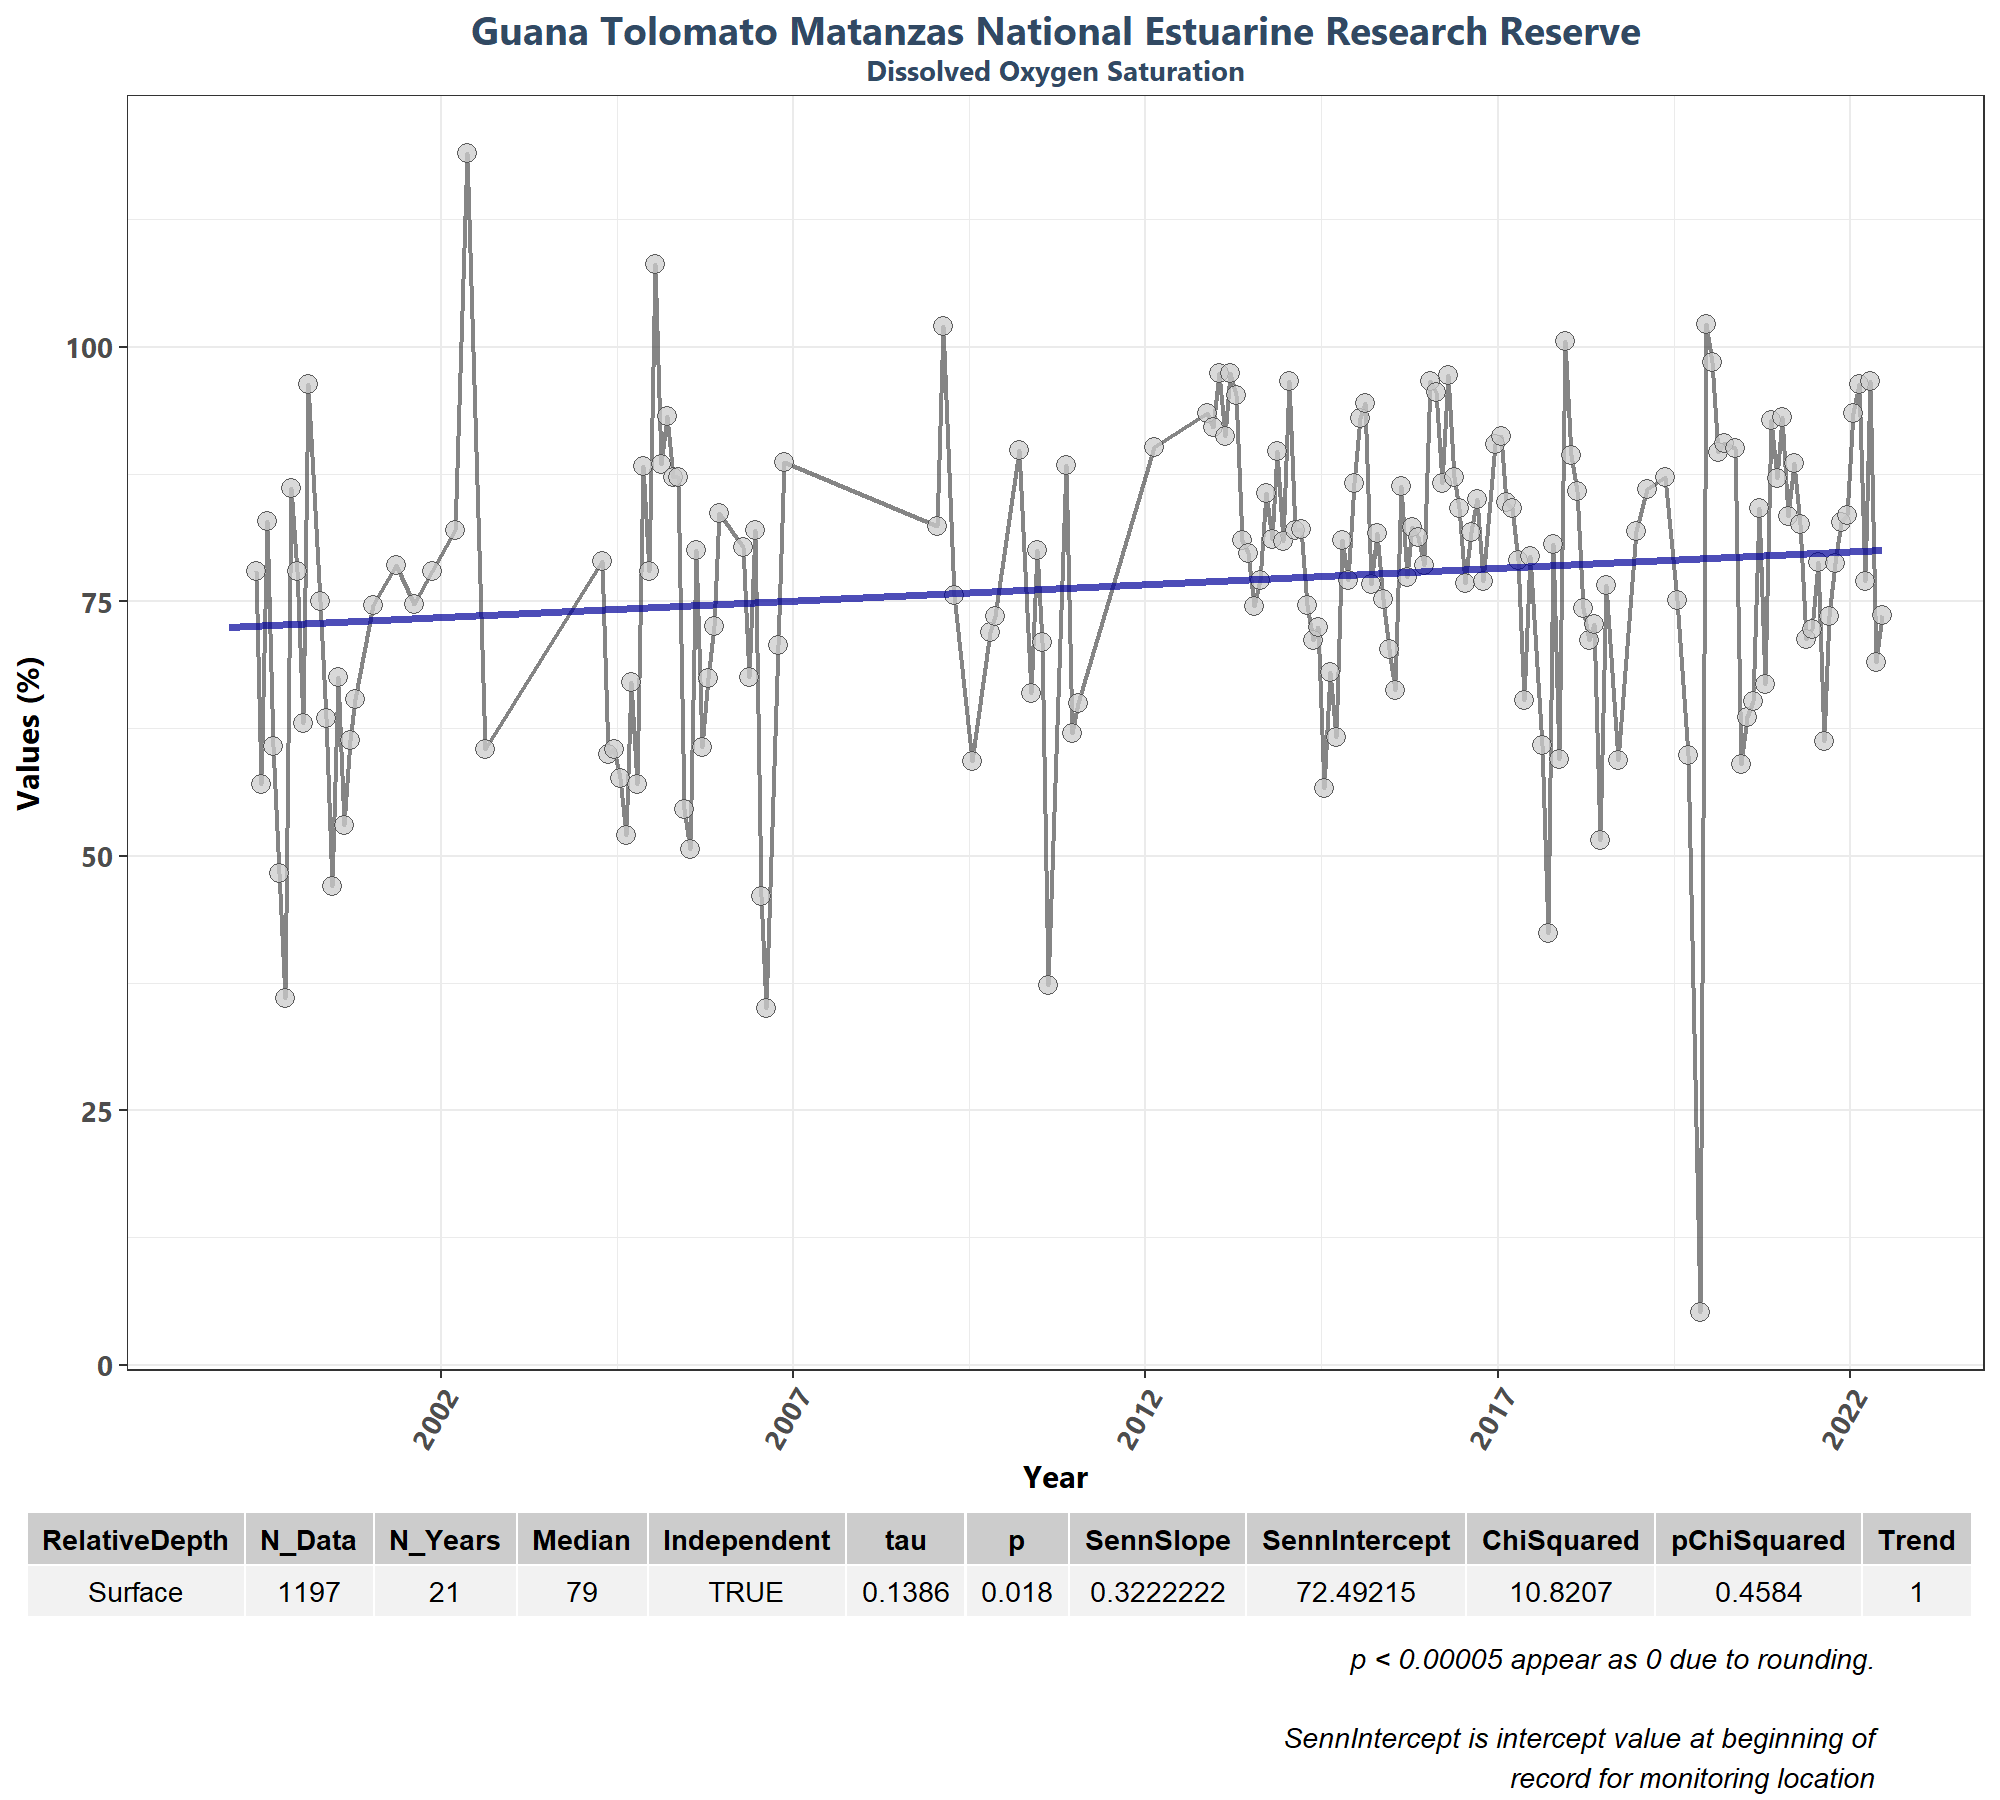 Guana Tolomato Matanzas National Estuarine Research Reserve
Dissolved Oxygen Saturation
Values (%)
100
75
50
25
0
2002 2007 2012 2017 2022
Year
RelativeDepth N_Data N_Years Median Independent tau p SennSlope SennIntercept ChiSquared pChiSquared Trend
Surface 1197 21 79 TRUE 0.1386 0.018 0.3222222 72.49215 10.8207 0.4584 1
p < 0.00005 appear as 0 due to rounding.
SennIntercept is intercept value at beginning of
record for monitoring location